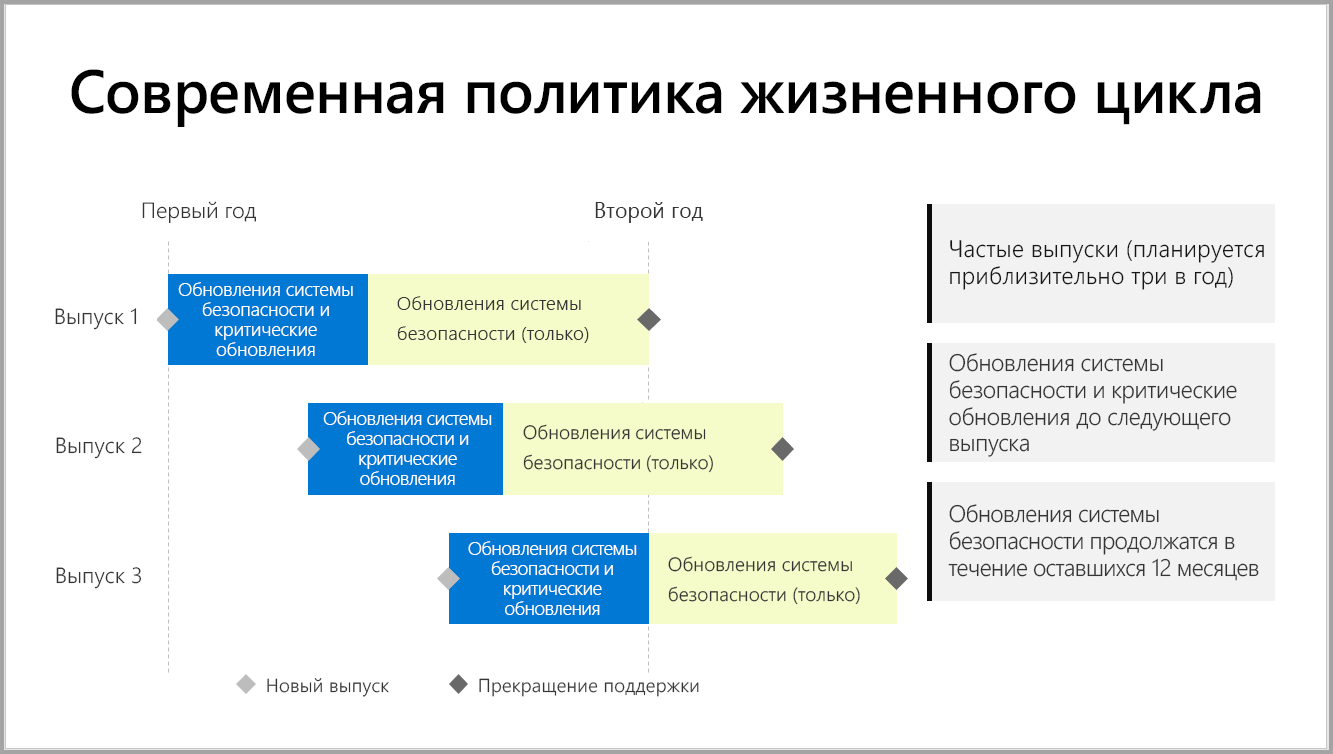 Современная политика жизненного цикла
Первый год
Второй год
Выпуск 1
Обновления системы
безопасности и
критические
обновления
Обновления системы
безопасности (только)
Выпуск 2
Обновления системы
безопасности и
критические
обновления
Обновления системы
безопасности (только)
Выпуск 3
Обновления системы
безопасности и
критические
обновления
Обновления системы
безопасности (только)
Новый выпуск
Прекращение поддержки
Частые выпуски (планируется
приблизительно три в год)
Обновления системы
безопасности и критические
обновления до следующего
выпуска
Обновления системы
безопасности продолжатся в
течение оставшихся 12 месяцев